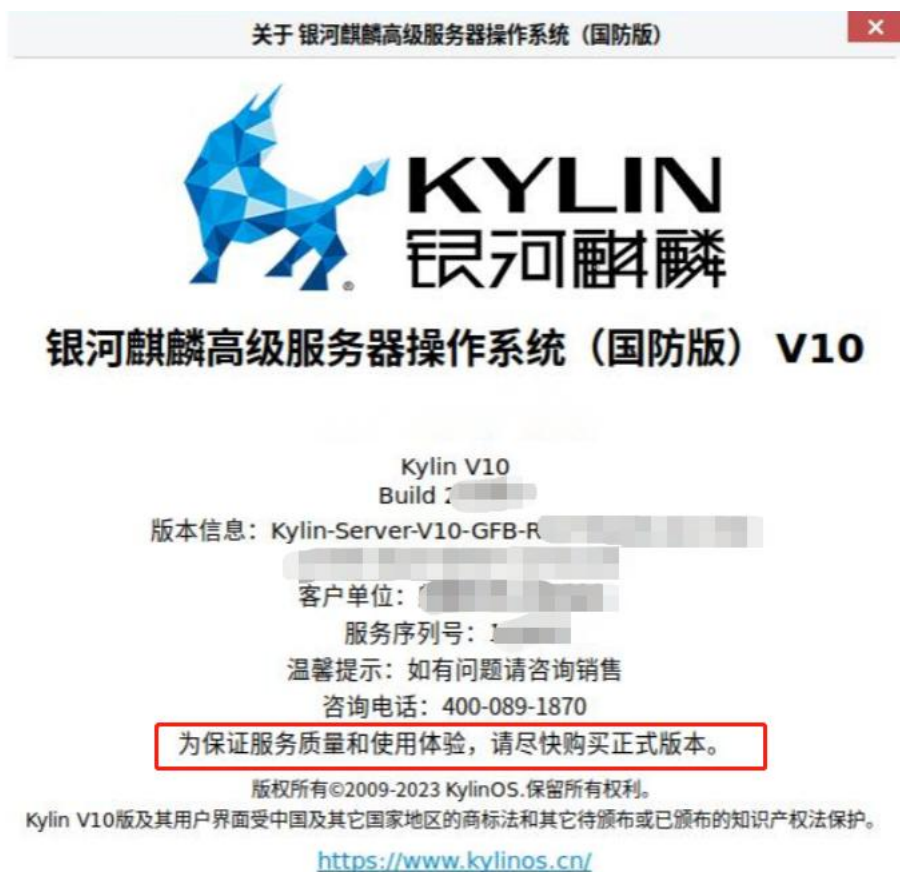 关于 银河麒麟高级服务器操作系统（国防版）
KYLIN
银河麒麟
®
银河麒麟高级服务器操作系统（国防版） V10
Kylin V10
Build
版本信息：Kylin-Server-V10-GFB-R
客户单位：
服务序列号：
温馨提示：如有问题请咨询销售
咨询电话：400-089-1870
为保证服务质量和使用体验，请尽快购买正式版本。
版权所有©2009-2023 KylinOS.保留所有权利。
Kylin V10版及其用户界面受中国及其它国家地区的商标法和其它待颁布或已颁布的知识产权法保护。
https://www.kylinos.cn/